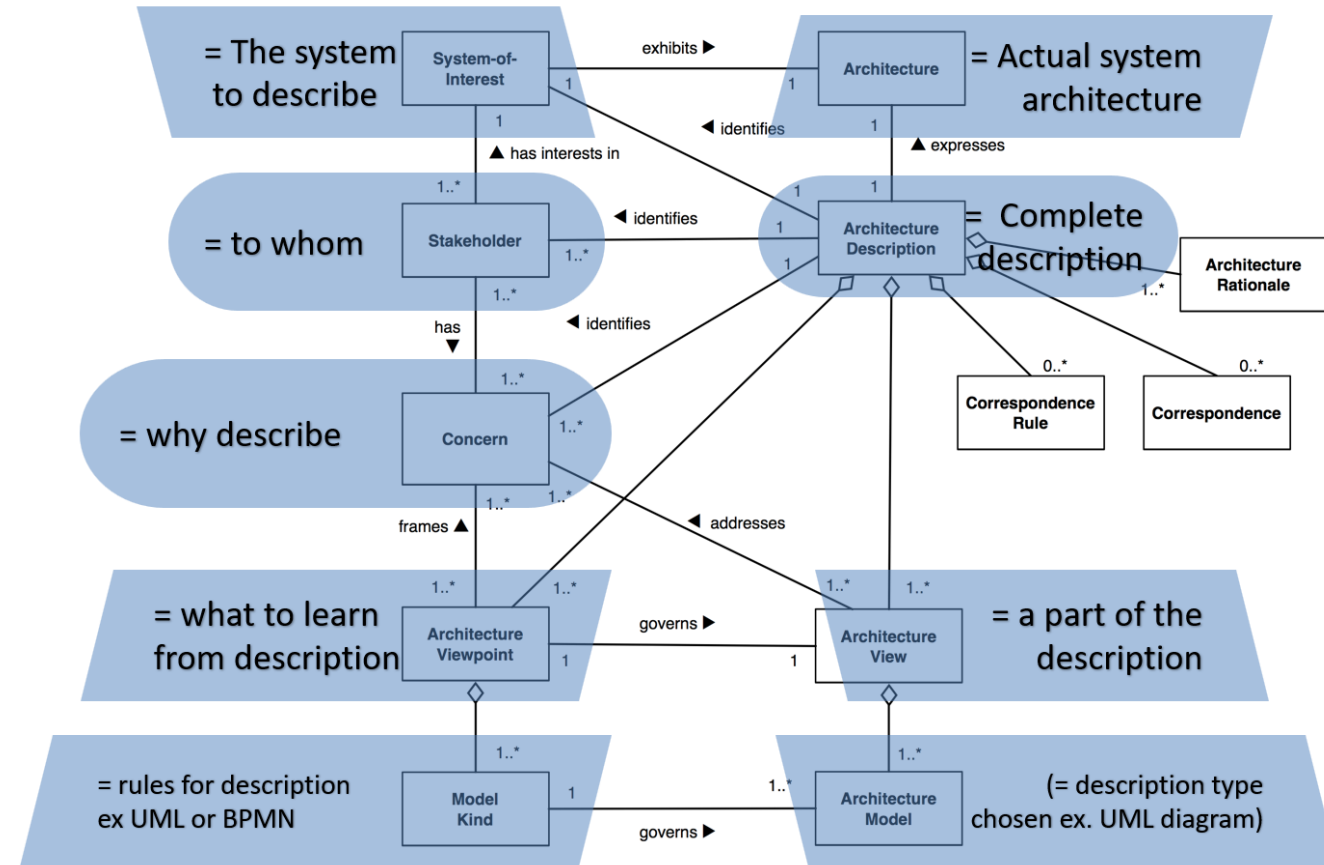 = The system
to describe
System-of-
Interest
exhibits ►
1
1
Architecture
= Actual system
architecture
1
1
◄ identifies
▲ has interests in
▲ expresses
1..*
1
1
= to whom
Stakeholder
◄ identifies
1..*
1
1
Architecture
Description
= Complete
description
1..*
Architecture
Rationale
1..*
has
▼
◄ identifies
1..*
0..*
0..*
= why describe
Concern
1..*
Correspondence
Rule
Correspondence
1..*
1..*
frames ▲
◄ addresses
1..*
1..*
1..*
1..*
= what to learn
from description
Architecture
Viewpoint
governs ►
1
1
Architecture
View
= a part of the
description
1..*
1..*
= rules for description
ex UML or BPMN
Model
Kind
1
1..*
governs ►
Architecture
Model
(= description type
chosen ex. UML diagram)